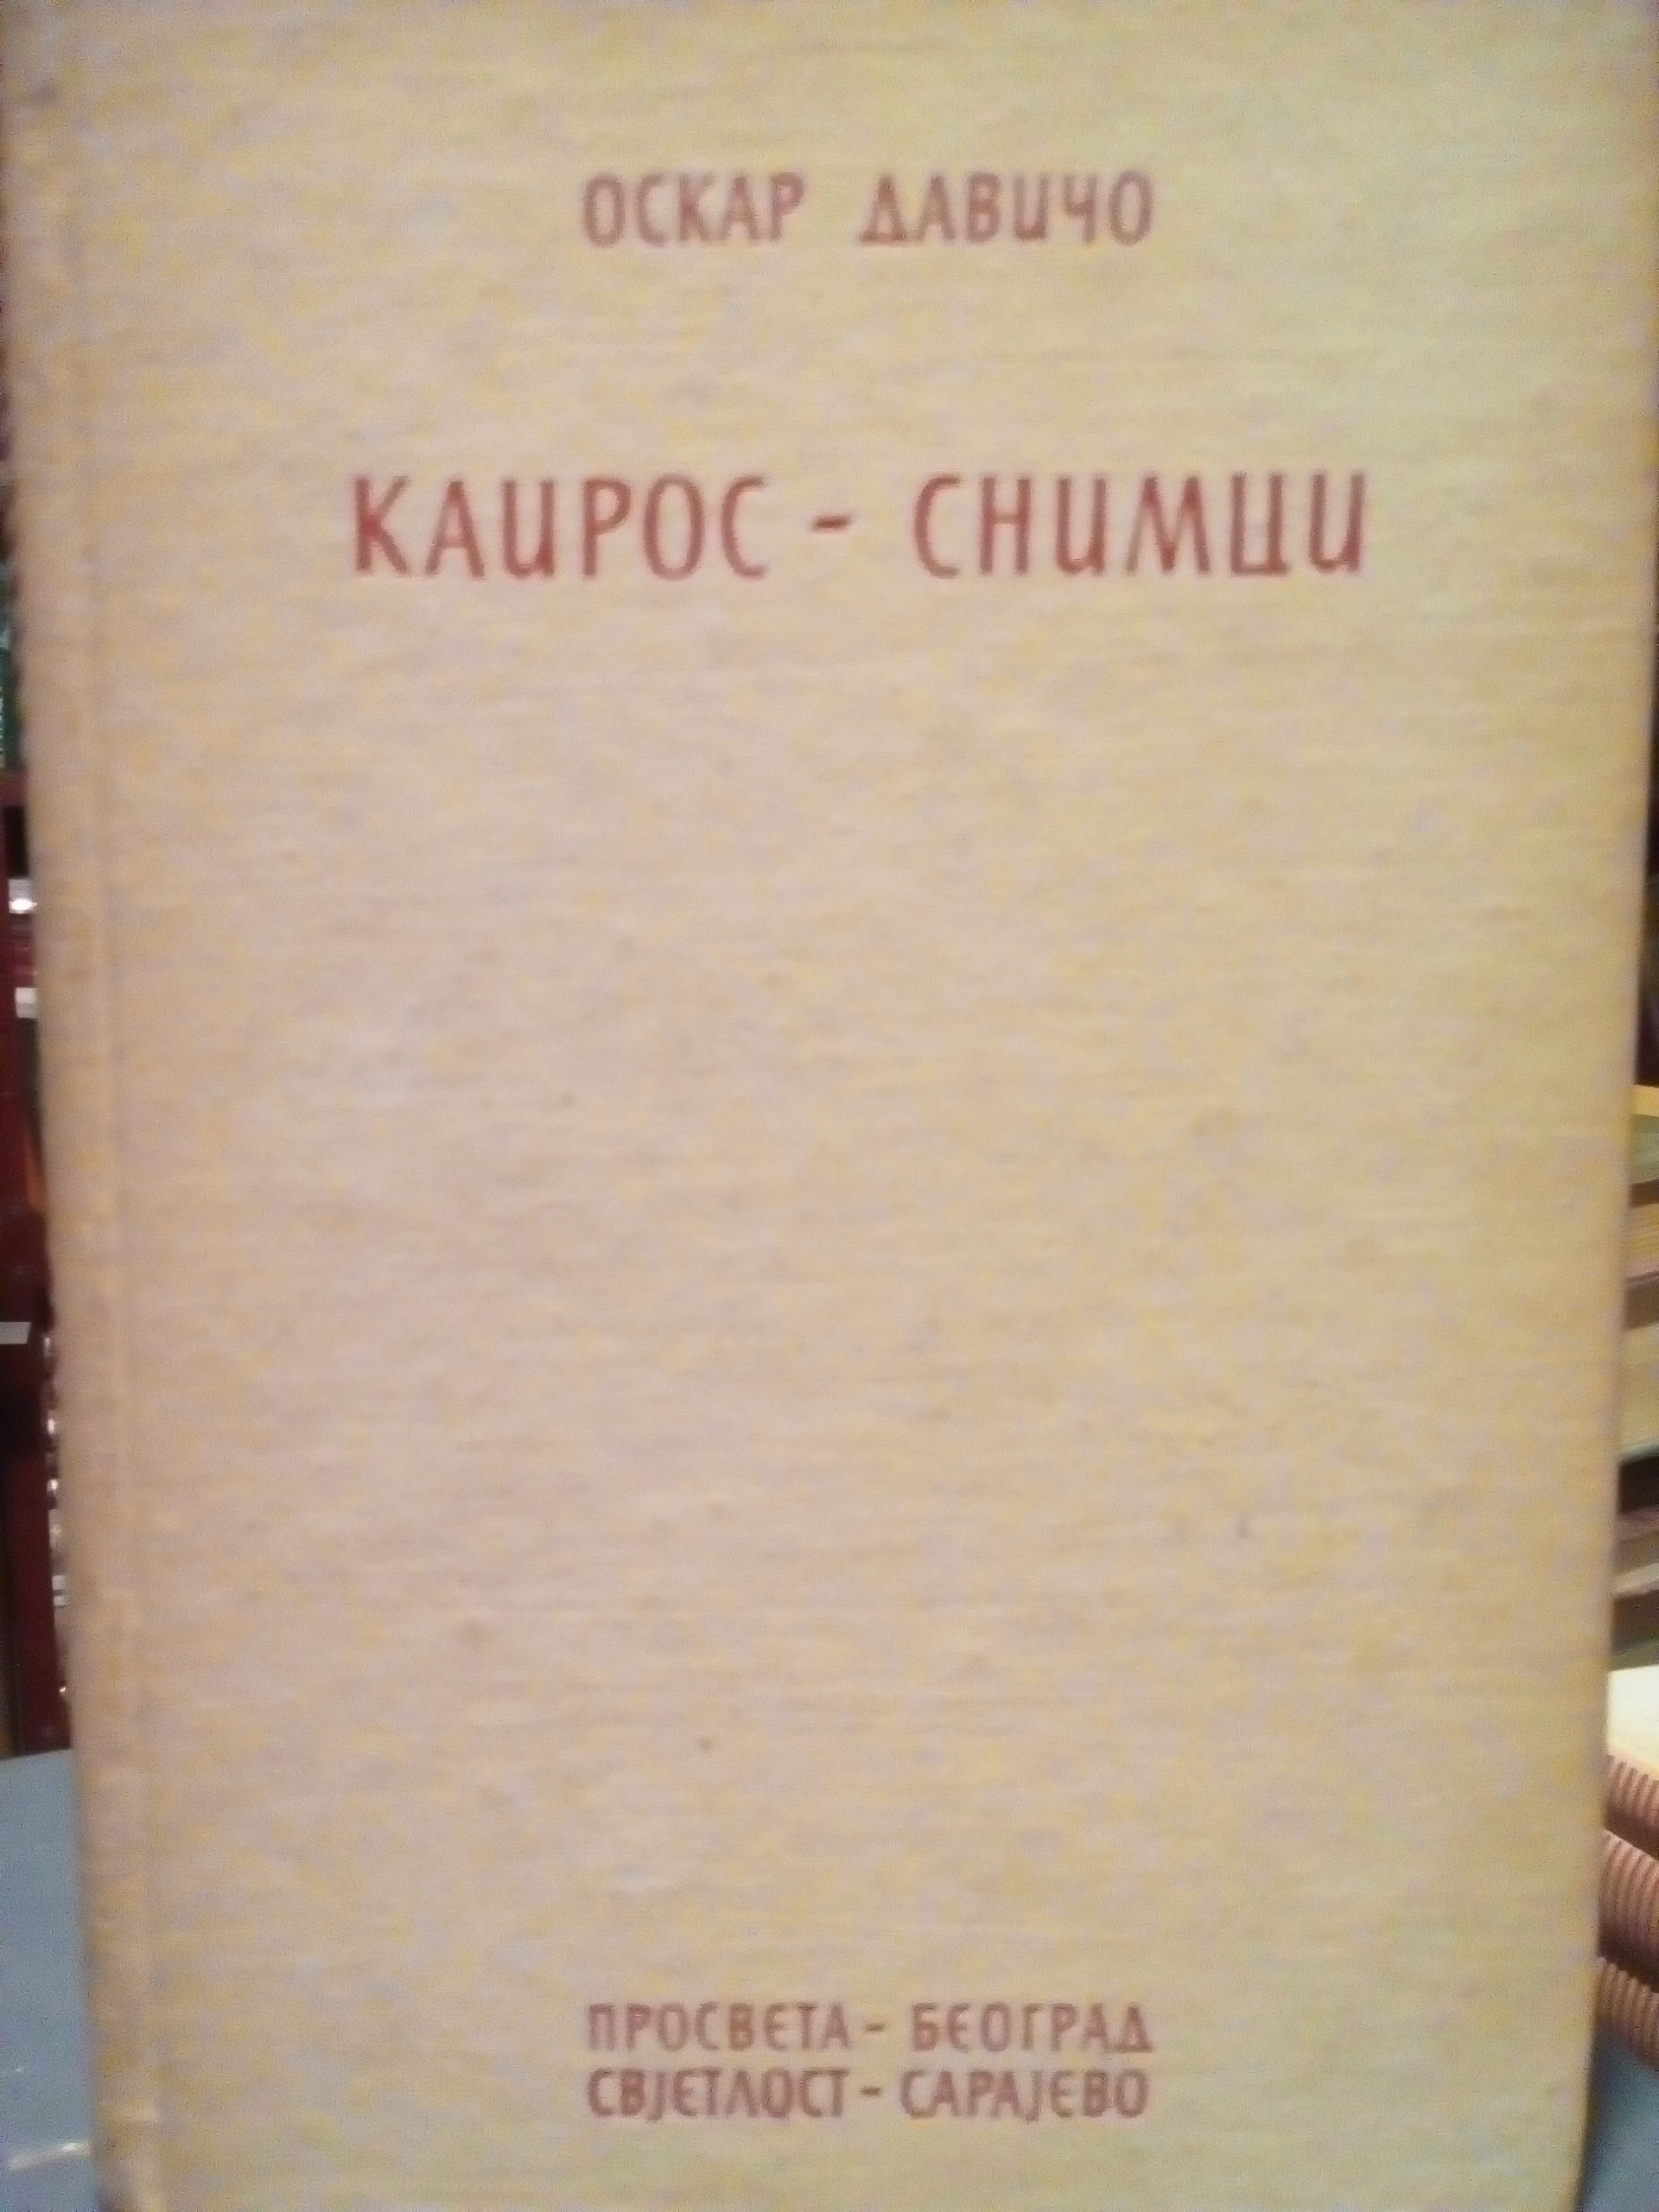 ОСКАР ДАВИЧО
КАИРОС - СНИМЦИ
ПРОСВЕТА - БЕОГРАД
СВЈЕТЛОСТ - САРАЈЕВО